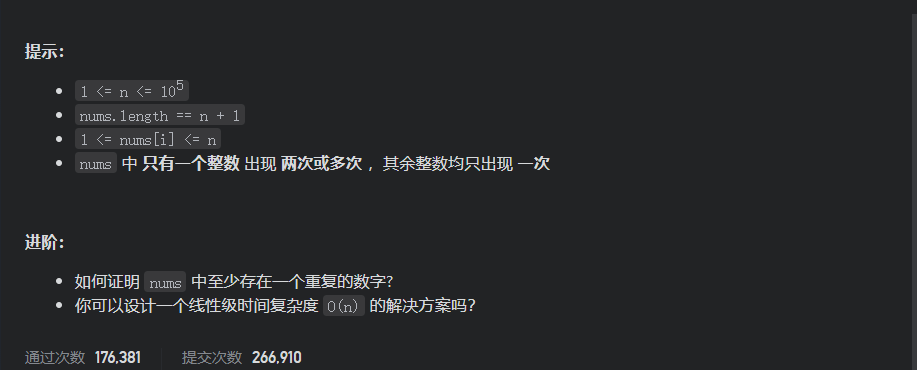 提示：
1 <= n <= 10⁵
nums.length == n + 1
1 <= nums[i] <= n
nums 中 只有一个整数 出现 两次或多次 ，其余整数均只出现 一次
进阶：
如何证明 nums 中至少存在一个重复的数字?
你可以设计一个线性级时间复杂度 O(n) 的解决方案吗？
通过次数 176,381 提交次数 266,910